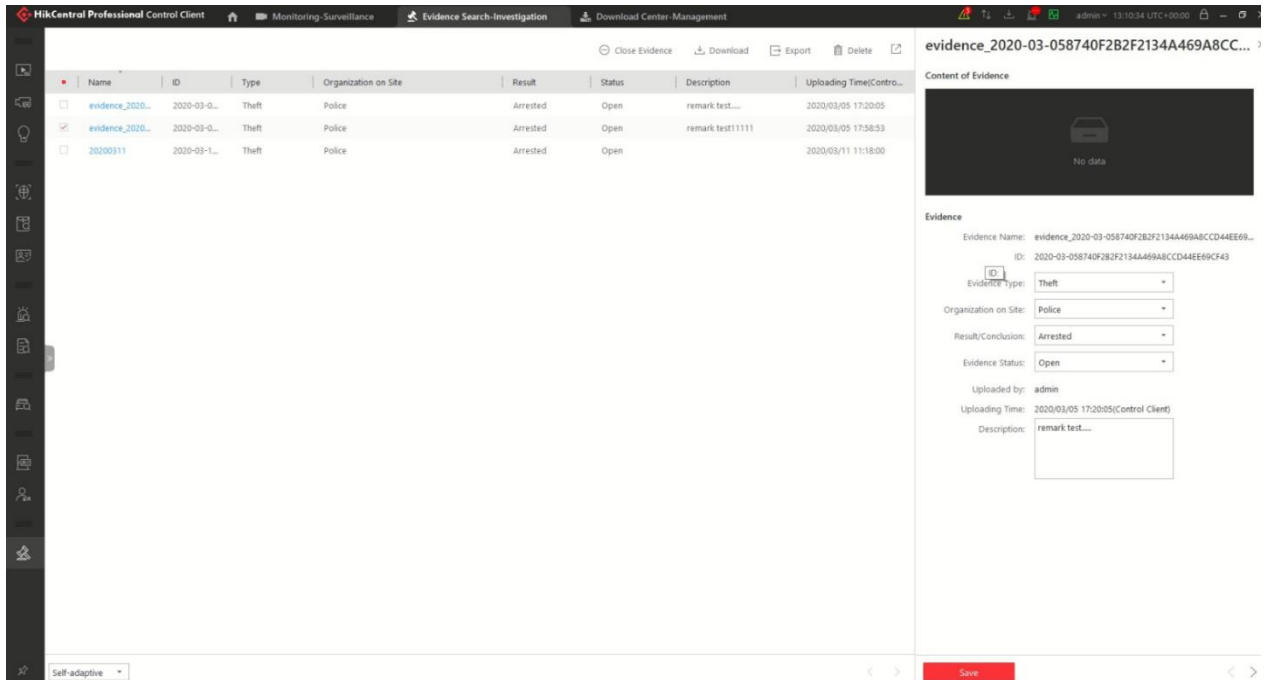 HikCentral Professional Control Client
Monitoring-Surveillance
Evidence Search-Investigation
Download Center-Management
admin
13:10:34 UTC+00:00
Close Evidence
Download
Export
Delete
Name ID Type Organization on Site Result Status Description Uploading Time(Contro...
evidence_2020... 2020-03-0... Theft Police Arrested Open remark test..... 2020/03/05 17:20:05
evidence_2020... 2020-03-0... Theft Police Arrested Open remark test11111 2020/03/05 17:58:53
20200311 2020-03-1... Theft Police Arrested Open 2020/03/11 11:18:00
Self-adaptive
evidence_2020-03-058740F2B2F2134A469A8CC...
Content of Evidence
No data
Evidence
Evidence Name: evidence_2020-03-058740F2B2F2134A469A8CCD44EE69...
ID: 2020-03-058740F2B2F2134A469A8CCD44EE69CF43
ID:
Evidence Type: Theft
Organization on Site: Police
Result/Conclusion: Arrested
Evidence Status: Open
Uploaded by: admin
Uploading Time: 2020/03/05 17:20:05(Control Client)
Description: remark test.....
Save